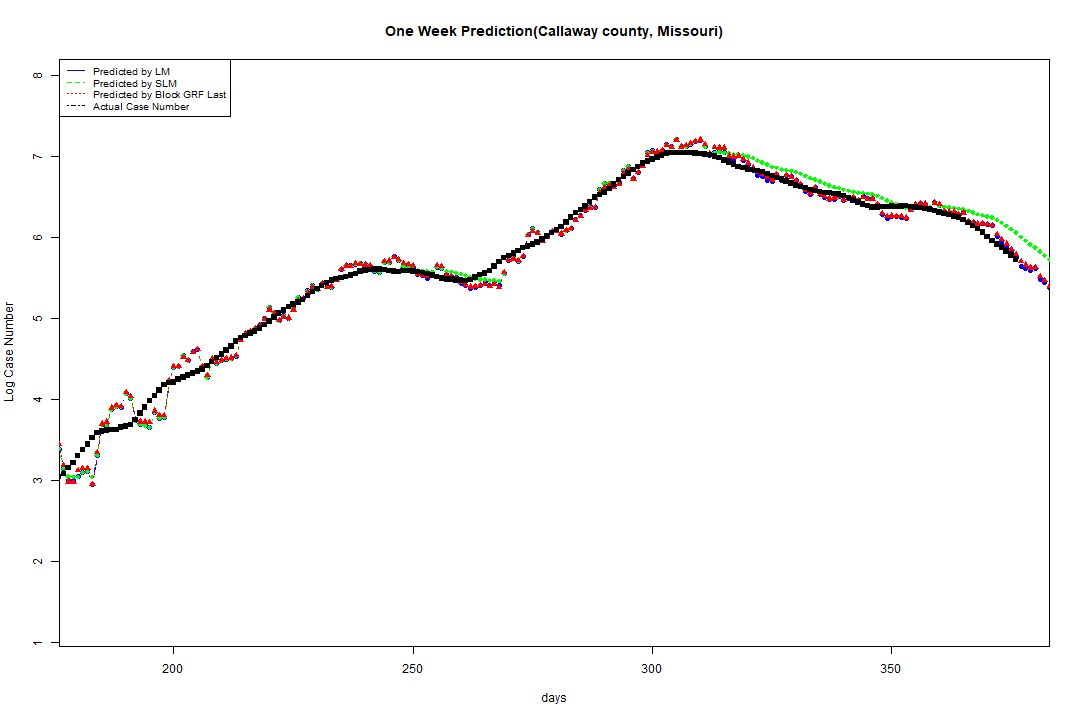 One Week Prediction(Callaway county, Missouri)
Predicted by LM
Predicted by SLM
Predicted by Block GRF Last
Actual Case Number
8
7
6
5
4
3
2
1
Log Case Number
200 250 300 350
days